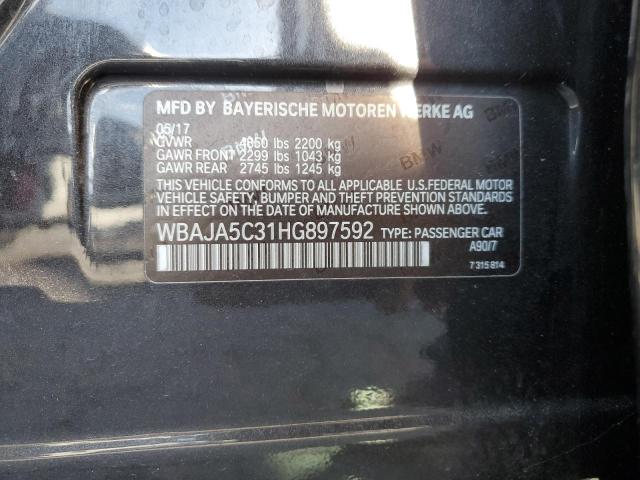 MFD BY BAYERISCHE MOTOREN WERKE AG
05/17
GVWR 4850 lbs 2200 kg
GAWR FRONT 2299 lbs 1043 kg
GAWR REAR 2745 lbs 1245 kg
THIS VEHICLE CONFORMS TO ALL APPLICABLE U.S.FEDERAL MOTOR
VEHICLE SAFETY, BUMPER AND THEFT PREVENTION STANDARDS
IN EFFECT ON THE DATE OF MANUFACTURE SHOWN ABOVE.
WBAJA5C31HG897592 TYPE: PASSENGER CAR
A90/7
7 315 814
BMW
BMW
BMW